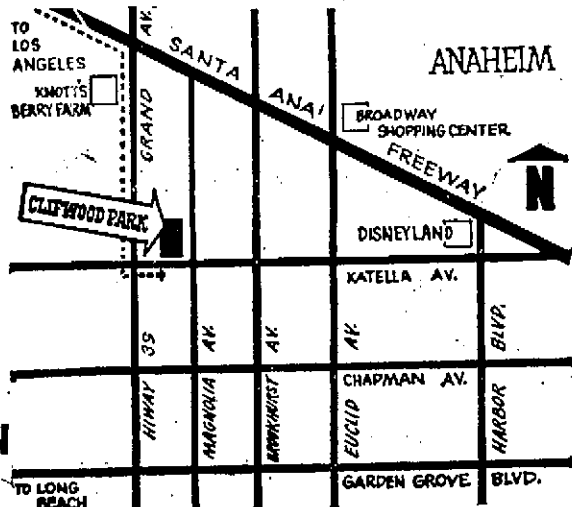 TO
LOS
ANGELES
KNOTT'S
BERRY FARM
GRAND AV.
SANTA ANA FREEWAY
ANAHEIM
BROADWAY
SHOPPING CENTER
N
CLIFWOOD PARK
DISNEYLAND
KATELLA AV.
HIWAY 39
MAGNOLIA AV.
BROOKHURST AV.
EUCLID AV.
HARBOR BLVD.
CHAPMAN AV.
GARDEN GROVE BLVD.
TO LONG
BEACH